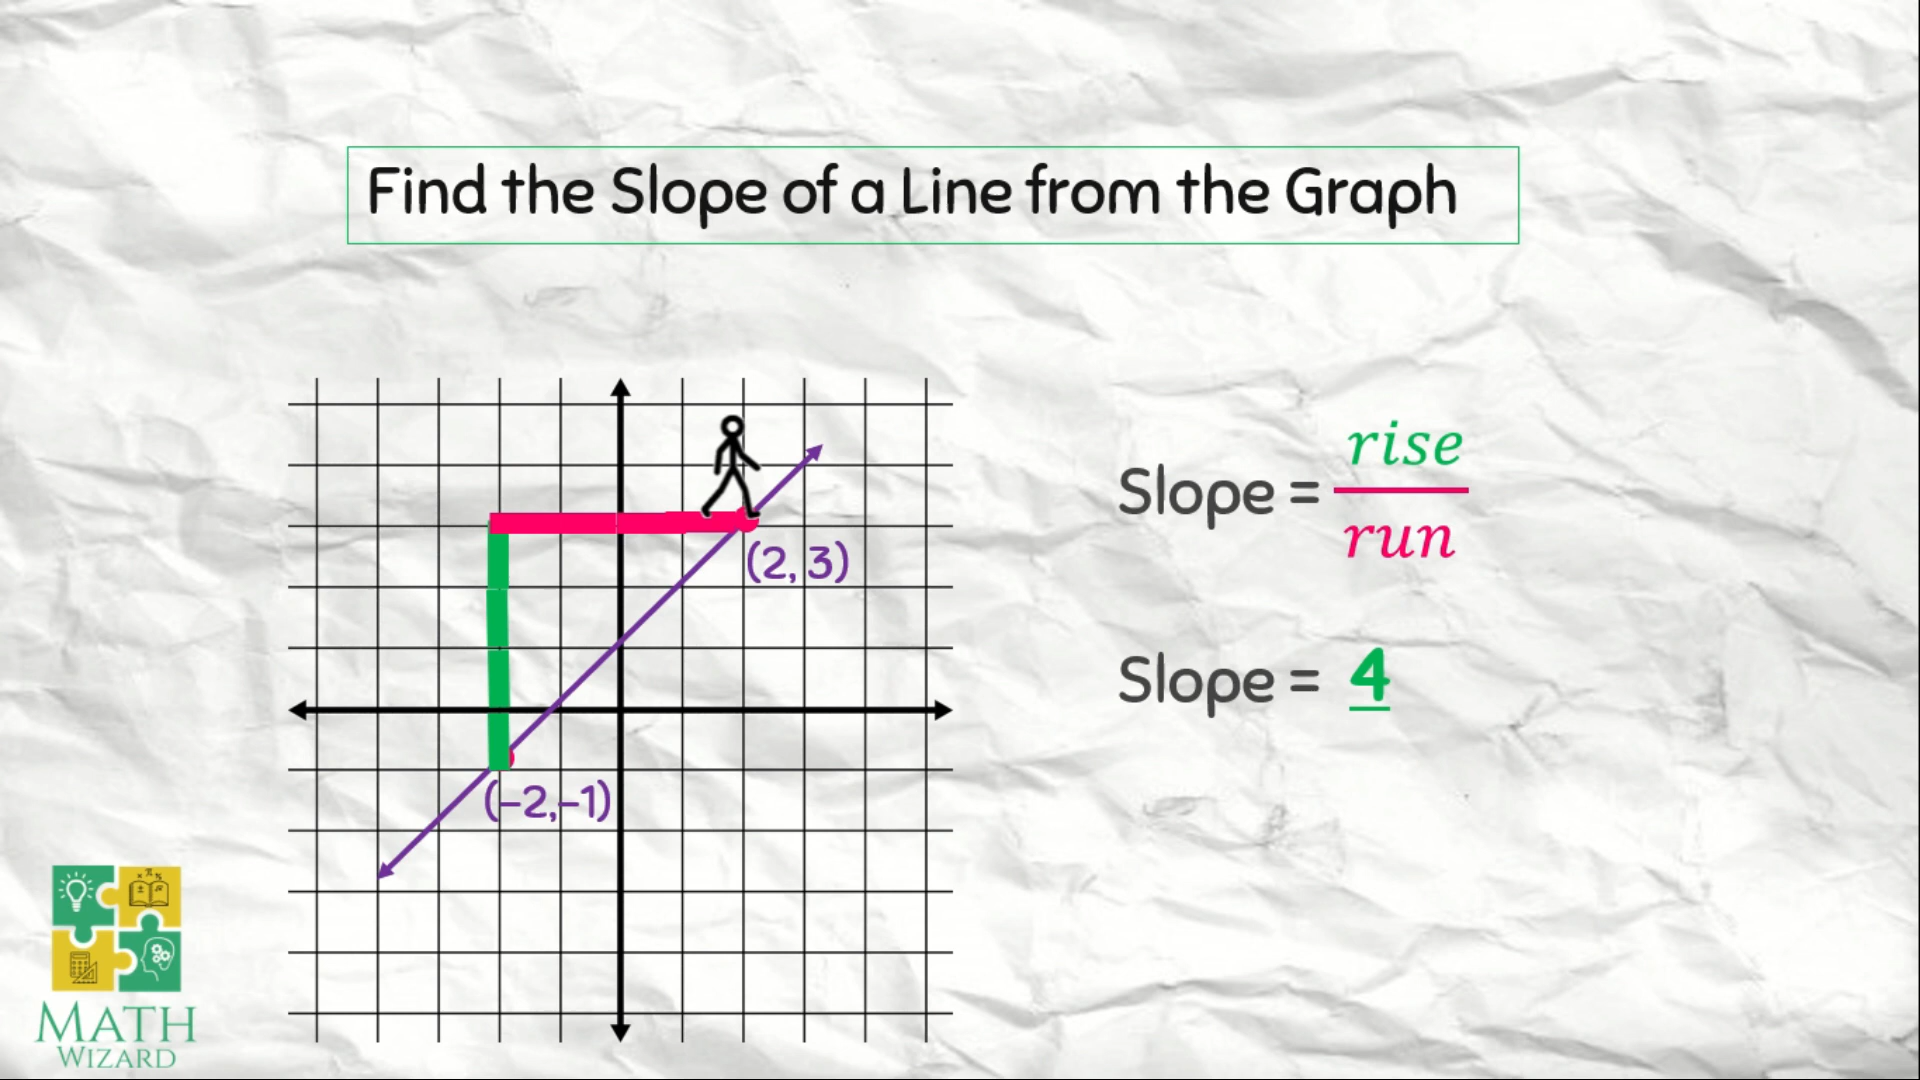 Find the Slope of a Line from the Graph
(2, 3)
(−2,−1)
Slope = rise
run
Slope = 4
MATH
WIZARD